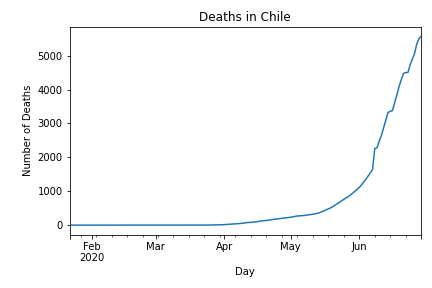 Deaths in Chile
Number of Deaths
5000
4000
3000
2000
1000
0
Feb
2020
Mar
Apr
May
Jun
Day